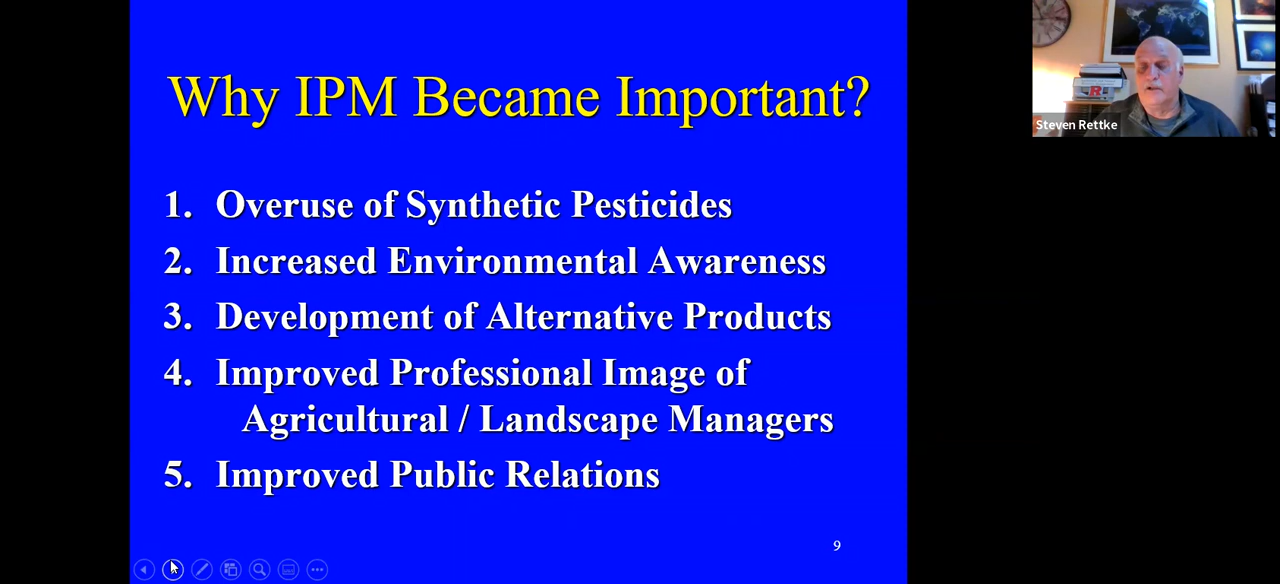 Why IPM Became Important?
1. Overuse of Synthetic Pesticides
2. Increased Environmental Awareness
3. Development of Alternative Products
4. Improved Professional Image of
Agricultural / Landscape Managers
5. Improved Public Relations
9
Steven Rettke
R